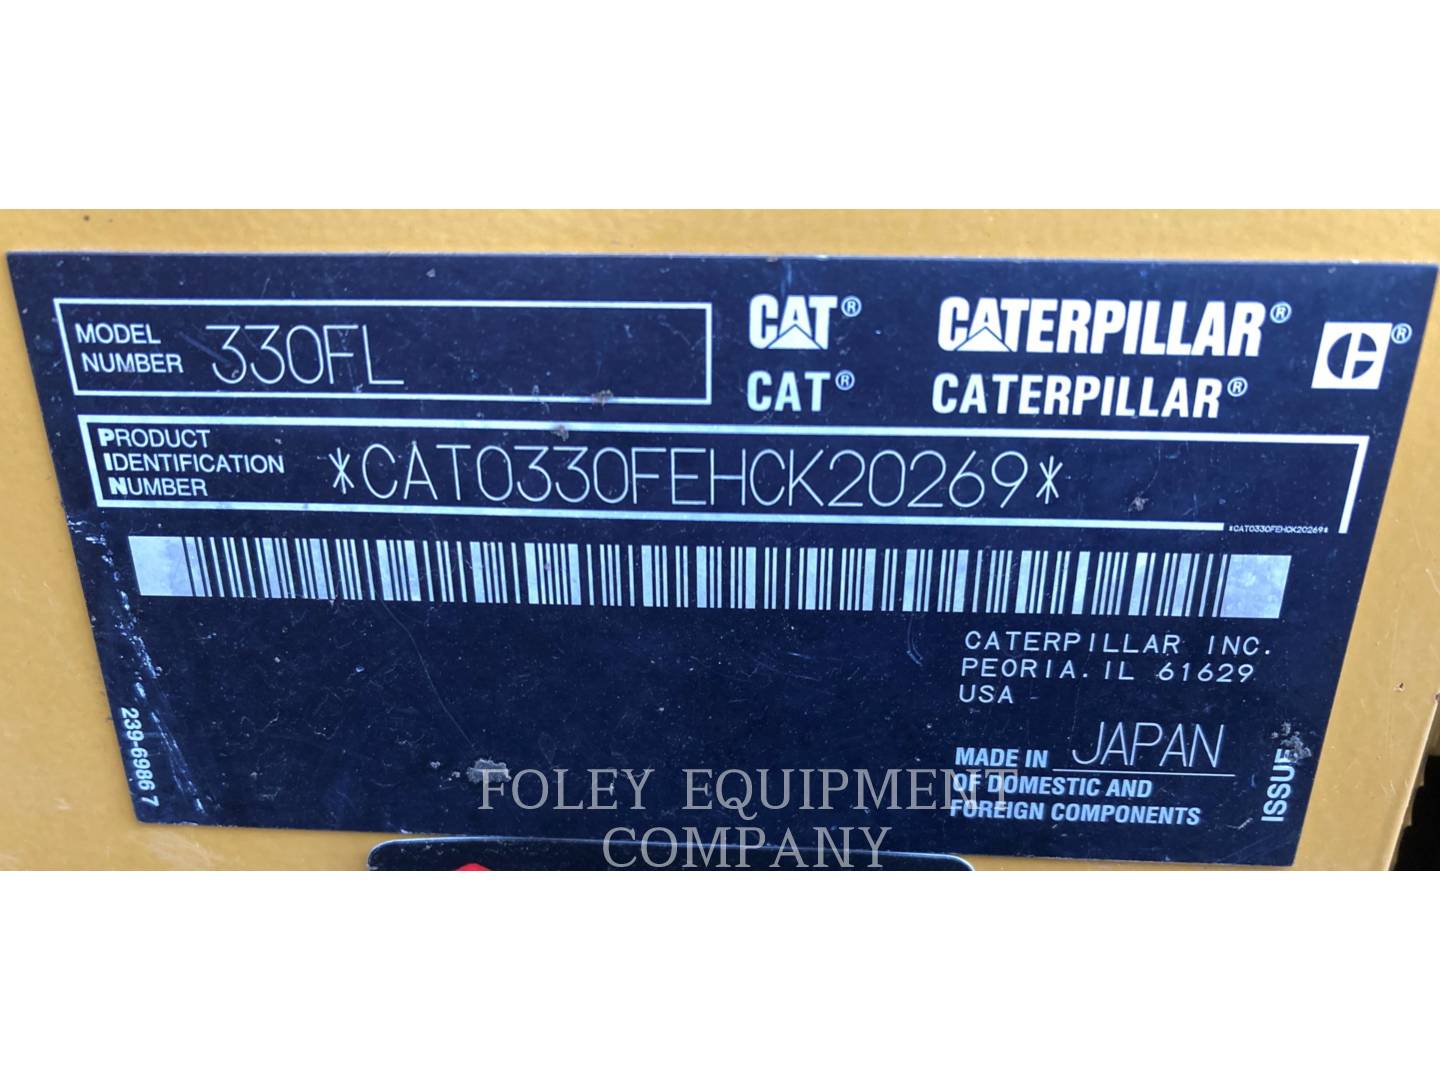 MODEL NUMBER 330FL
CAT® CATERPILLAR®
CAT® CATERPILLAR®
PRODUCT
IDENTIFICATION
NUMBER
*CAT0330FEHCK20269*
*CAT0330FEHCK20269*
CATERPILLAR INC.
PEORIA. IL 61629
USA
MADE IN JAPAN
OF DOMESTIC AND
FOREIGN COMPONENTS
ISSUE
239-6986 7
FOLEY EQUIPMENT
COMPANY